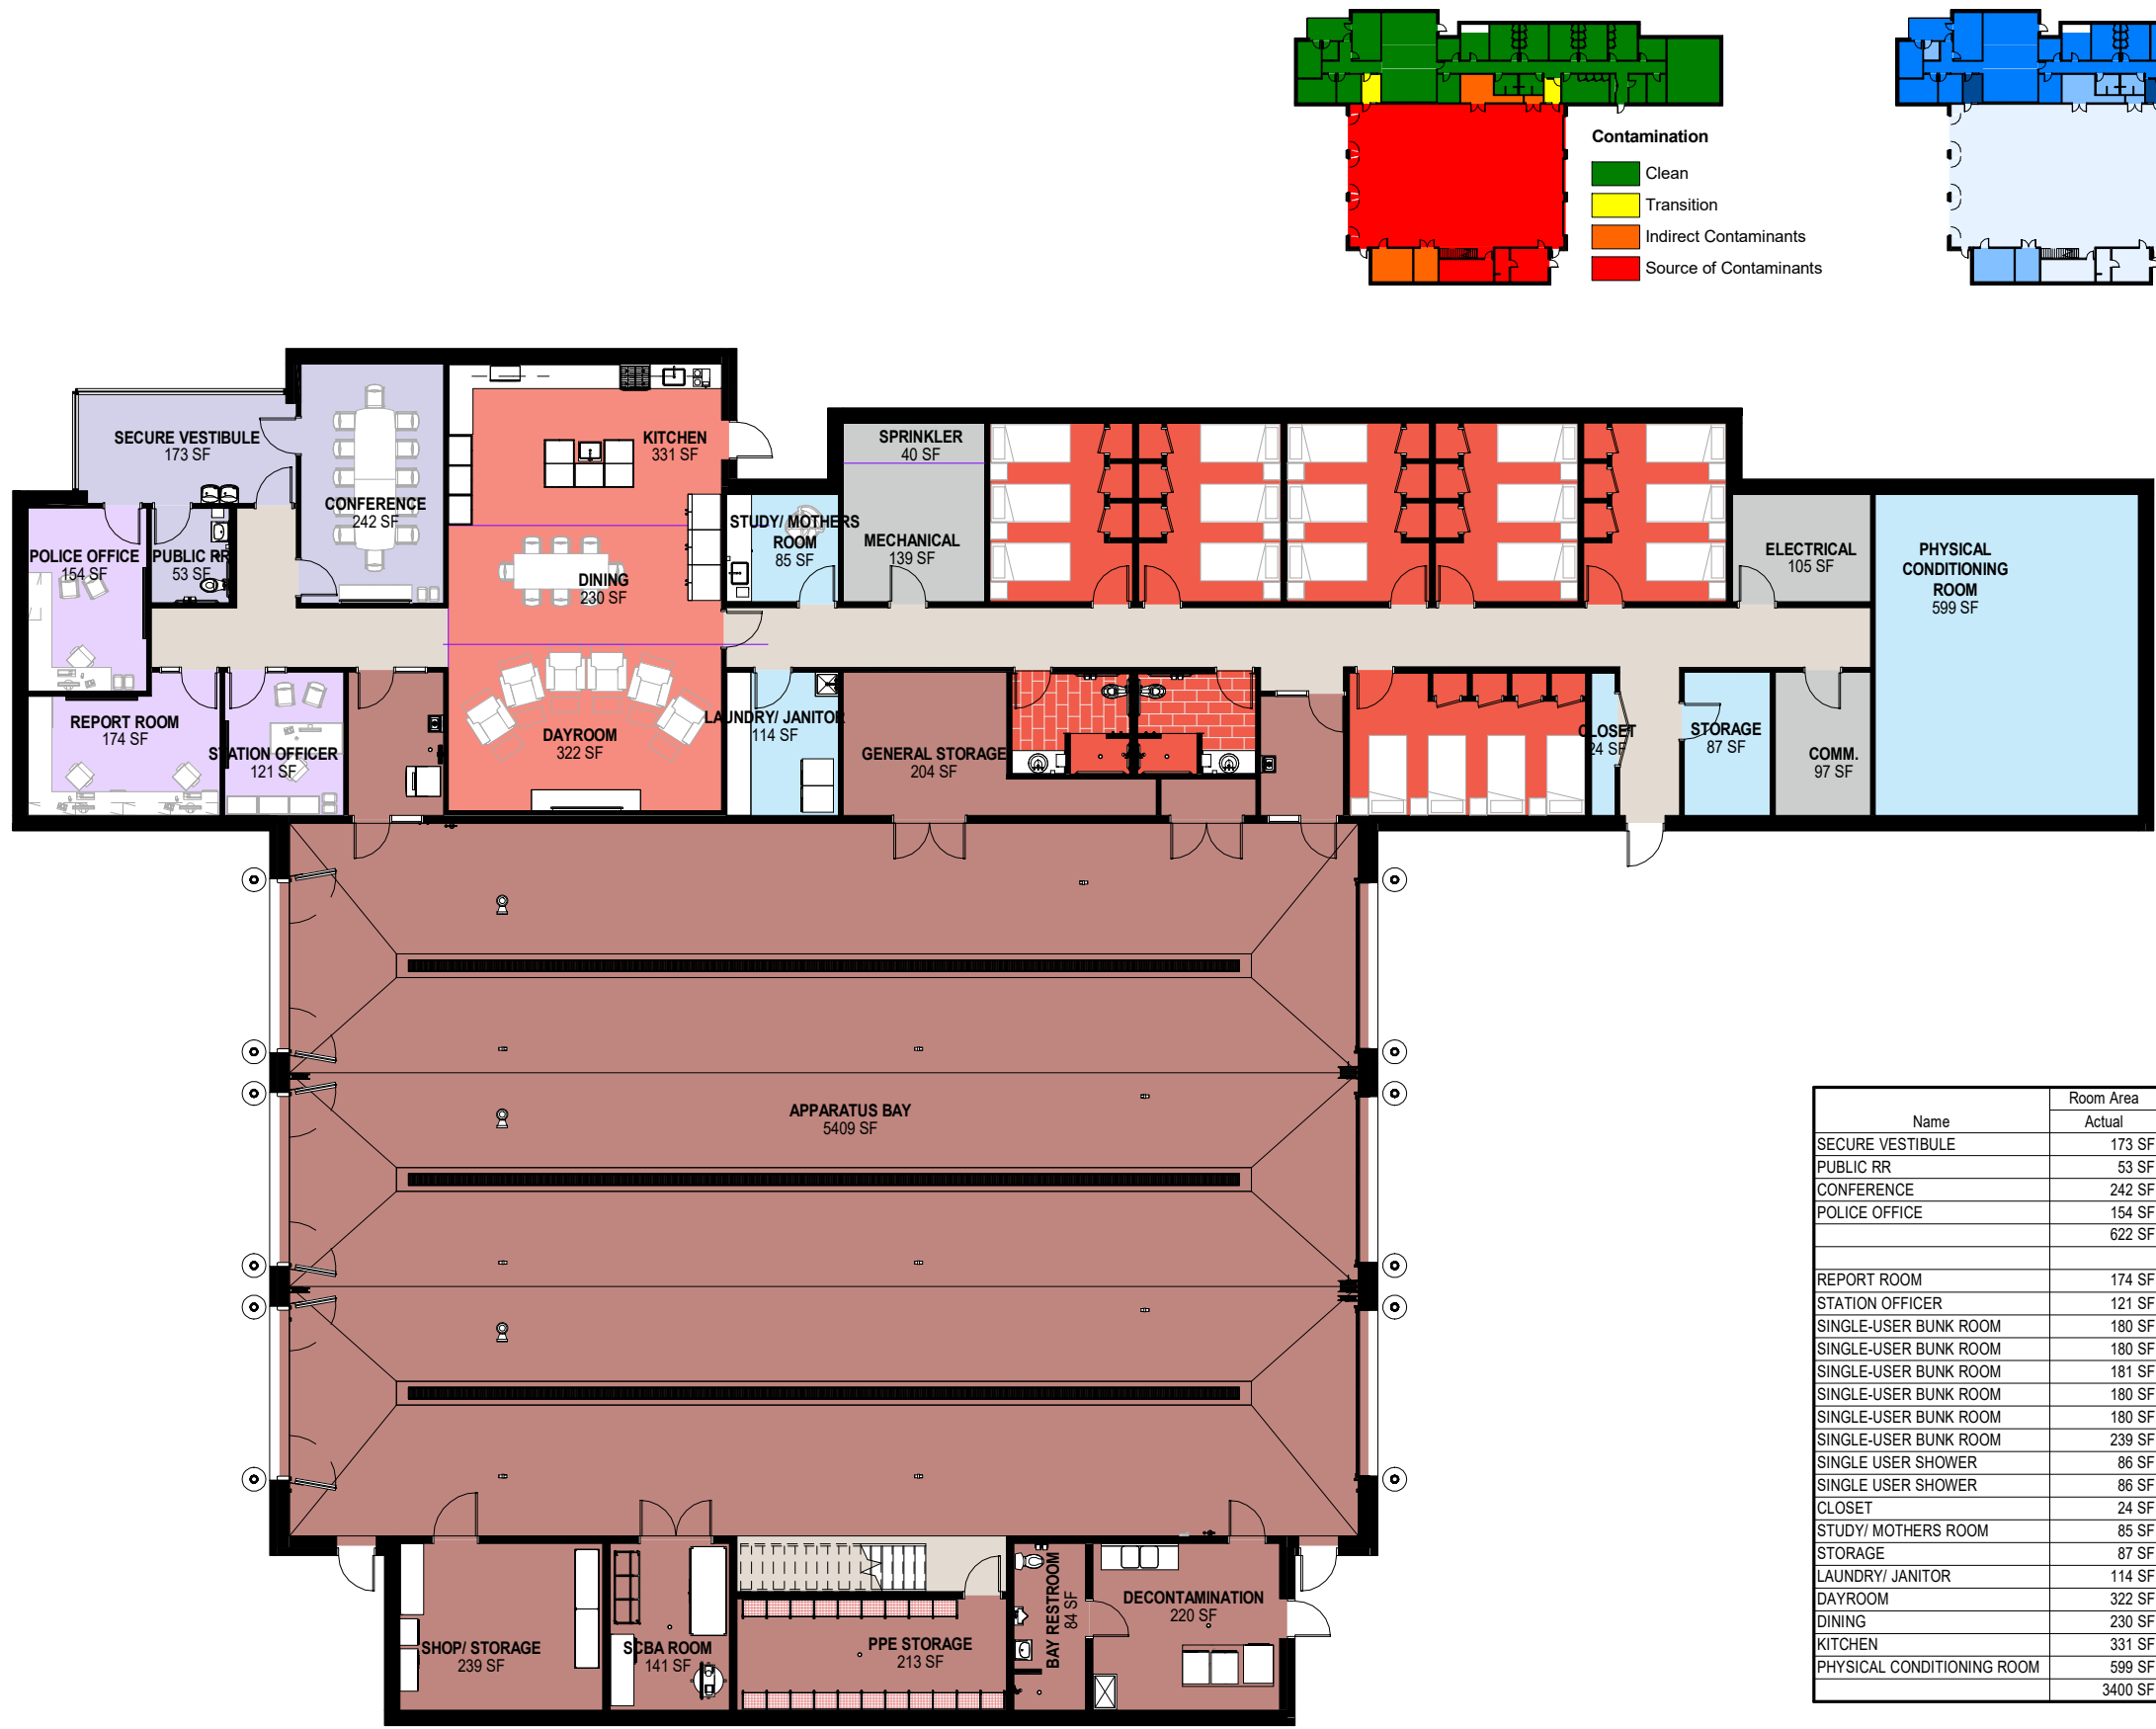 Contamination
Clean
Transition
Indirect Contaminants
Source of Contaminants
SECURE VESTIBULE
173 SF
CONFERENCE
242 SF
KITCHEN
331 SF
SPRINKLER
40 SF
POLICE OFFICE
154 SF
PUBLIC RR
53 SF
DINING
230 SF
STUDY/ MOTHERS
ROOM
85 SF
MECHANICAL
139 SF
ELECTRICAL
105 SF
PHYSICAL
CONDITIONING
ROOM
599 SF
REPORT ROOM
174 SF
STATION OFFICER
121 SF
DAYROOM
322 SF
LAUNDRY/ JANITOR
114 SF
GENERAL STORAGE
204 SF
CLOSET
24 SF
STORAGE
87 SF
COMM.
97 SF
APPARATUS BAY
5409 SF
SHOP/ STORAGE
239 SF
SCBA ROOM
141 SF
PPE STORAGE
213 SF
BAY RESTROOM
84 SF
DECONTAMINATION
220 SF
Name Room Area
Actual
SECURE VESTIBULE 173 SF
PUBLIC RR 53 SF
CONFERENCE 242 SF
POLICE OFFICE 154 SF
622 SF
REPORT ROOM 174 SF
STATION OFFICER 121 SF
SINGLE-USER BUNK ROOM 180 SF
SINGLE-USER BUNK ROOM 180 SF
SINGLE-USER BUNK ROOM 181 SF
SINGLE-USER BUNK ROOM 180 SF
SINGLE-USER BUNK ROOM 180 SF
SINGLE-USER BUNK ROOM 239 SF
SINGLE USER SHOWER 86 SF
SINGLE USER SHOWER 86 SF
CLOSET 24 SF
STUDY/ MOTHERS ROOM 85 SF
STORAGE 87 SF
LAUNDRY/ JANITOR 114 SF
DAYROOM 322 SF
DINING 230 SF
KITCHEN 331 SF
PHYSICAL CONDITIONING ROOM 599 SF
3400 SF